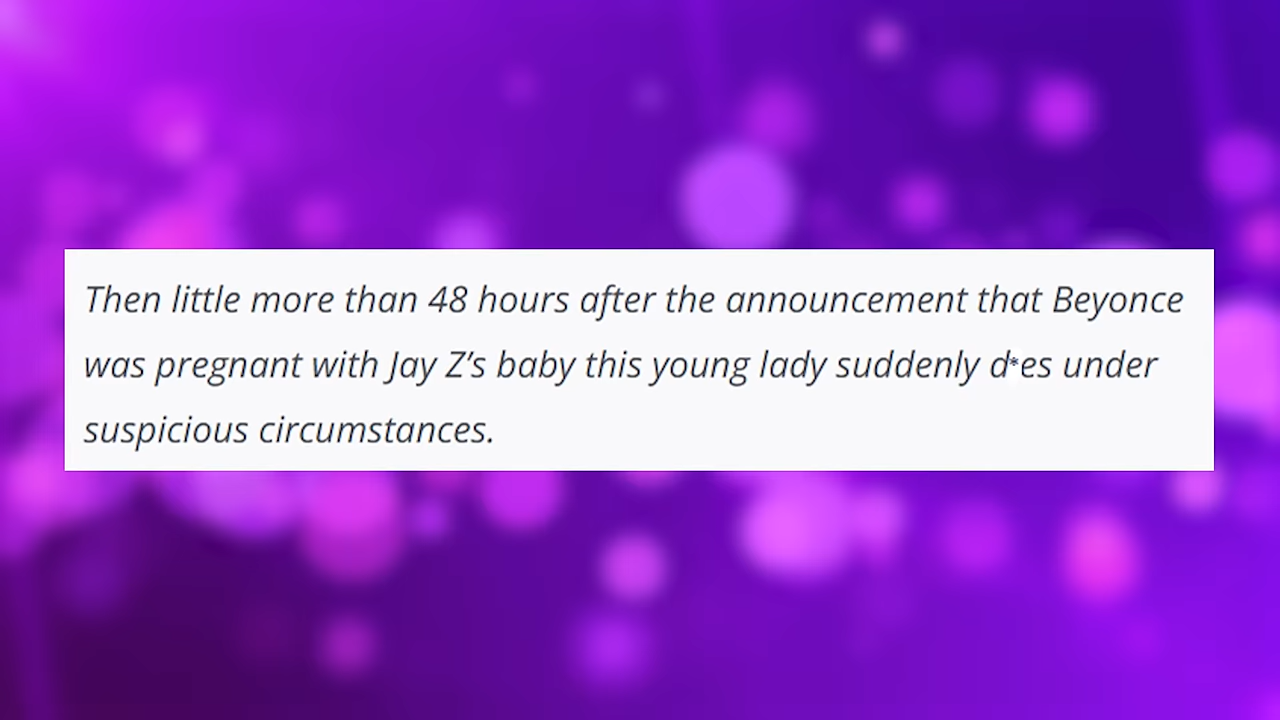 Then little more than 48 hours after the announcement that Beyonce
was pregnant with Jay Z’s baby this young lady suddenly d*es under
suspicious circumstances.